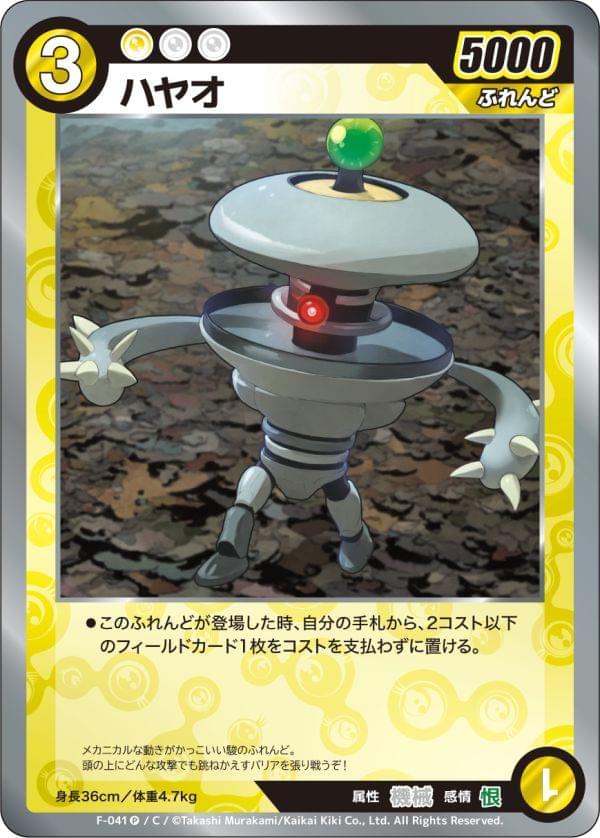 3
ハヤオ
5000
ふれんど
●このふれんどが登場した時、自分の手札から、2コスト以下
のフィールドカード1枚をコストを支払わずに置ける。
メカニカルな動きがかっこいい駿のふれんど。
頭の上にどんな攻撃でも跳ねかえすバリアを張り戦うぞ!
身長36cm/体重4.7kg
属性 機械 感情 恨
1
F-041 Ⓟ / C / ©Takashi Murakami/Kaikai Kiki Co., Ltd. All Rights Reserved.